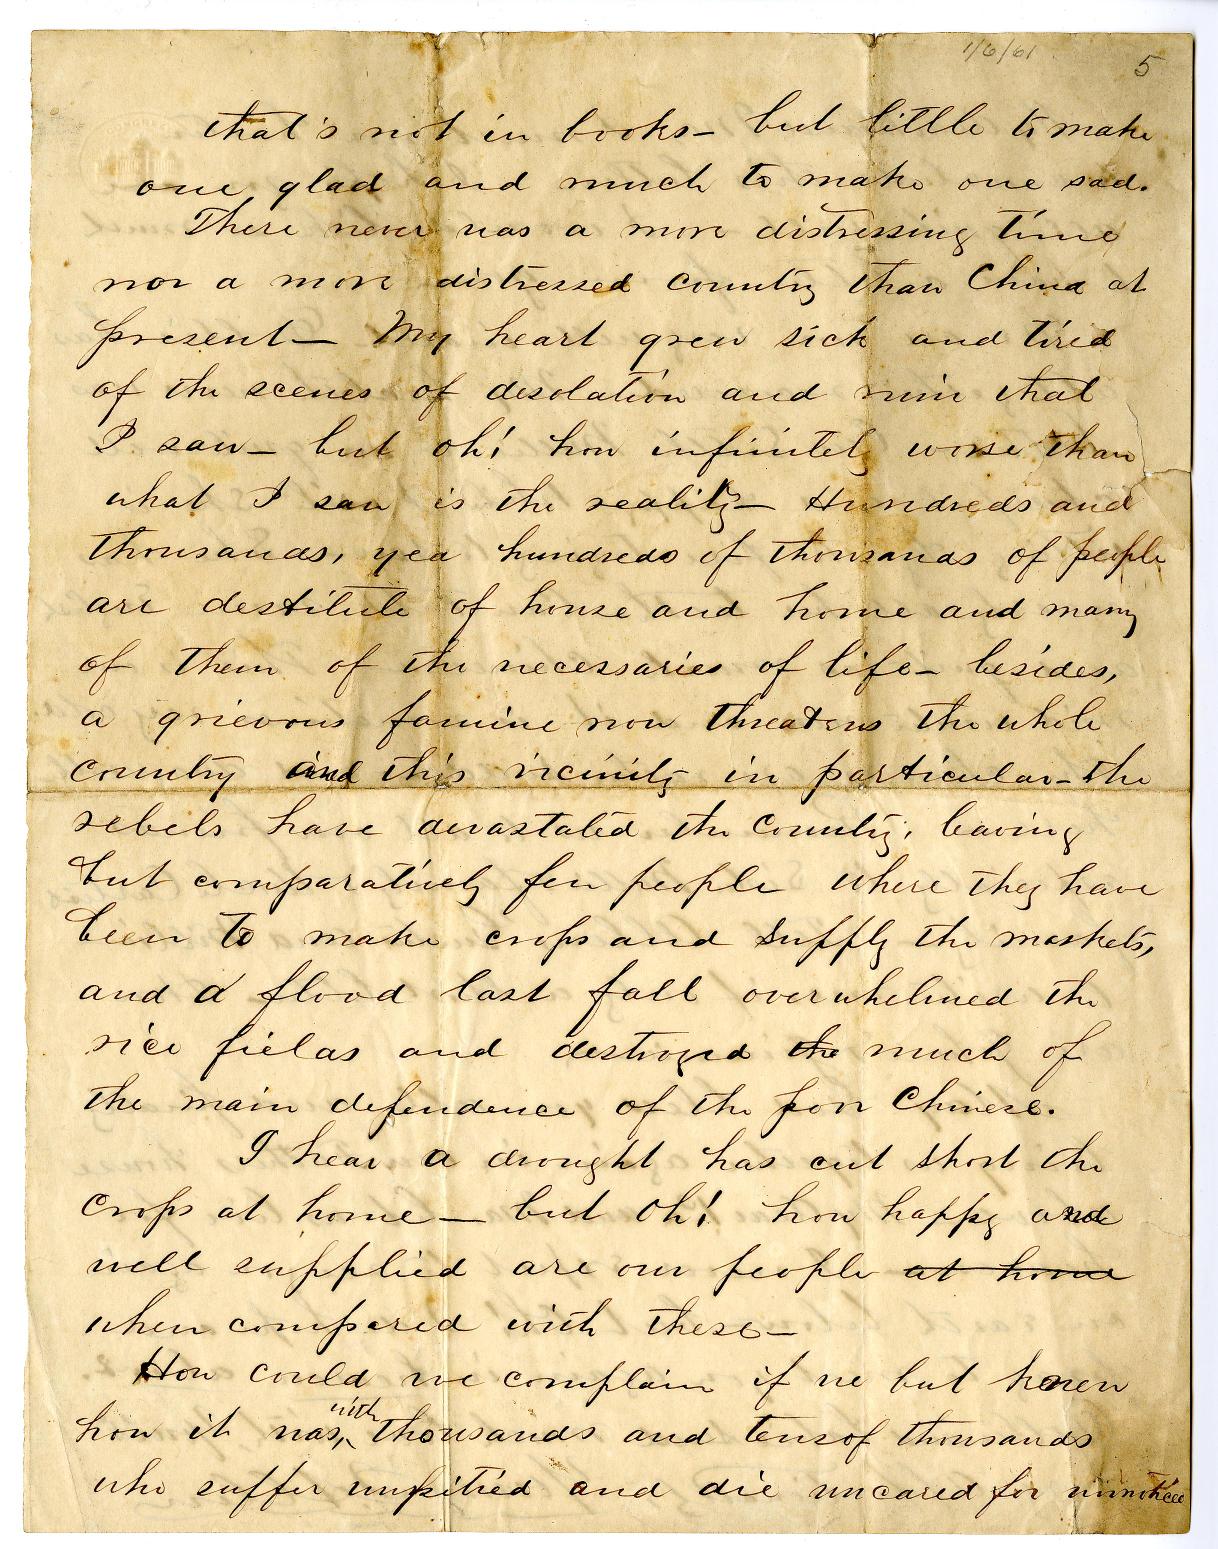 1/6/61
5
that's not in books – but little to make
one glad and much to make one sad.
There never was a more distressing time
nor a more distressed country than China at
present – My heart grew sick and tired
of the scenes of desolation and ruin that
I saw – but oh! how infinitely worse than
what I saw is the reality – Hundreds and
thousands, yea hundreds of thousands of people
are destitute of house and home and many
of them of the necessaries of life – besides,
a grievous famine now threatens the whole
country and this vicinity in particular – the
rebels have devastated the country, leaving
but comparatively few people where they have
been to make crops and supply the markets,
and a flood last fall overwhelmed the
rice fields and destroyed the much of
the main dependence of the poor Chinese.
I hear a drought has cut short the
crops at home – but Oh! how happy and
well supplied are our people at home
when compared with these –
How could we complain if we but knew
how it was, with thousands and tens of thousands
who suffer unpitied and die uncared for